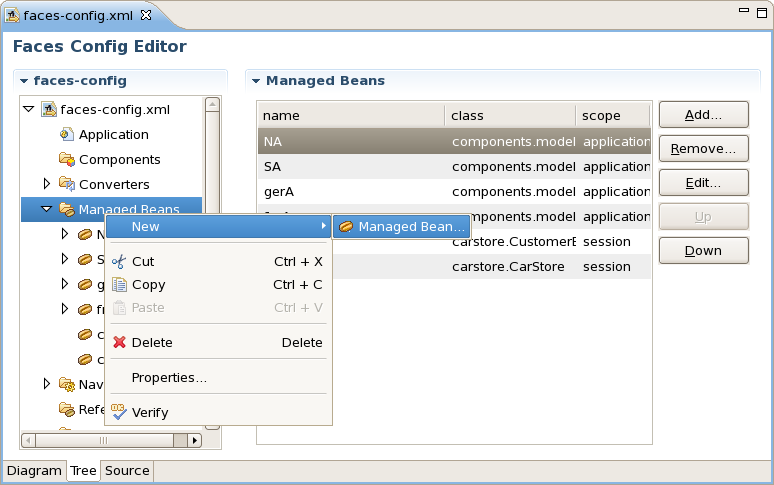 faces-config.xml
Faces Config Editor
faces-config
faces-config.xml
Application
Components
Converters
Managed Beans
New
Cut Ctrl + X
Copy Ctrl + C
Paste Ctrl + V
Delete Delete
Properties...
Verify
Managed Bean...
Managed Beans
name class scope
NA components.model application
SA components.model application
gerA components.model application
components.model application
carstore.CustomerB session
carstore.CarStore session
Add...
Remove...
Edit...
Up
Down
Diagram Tree Source